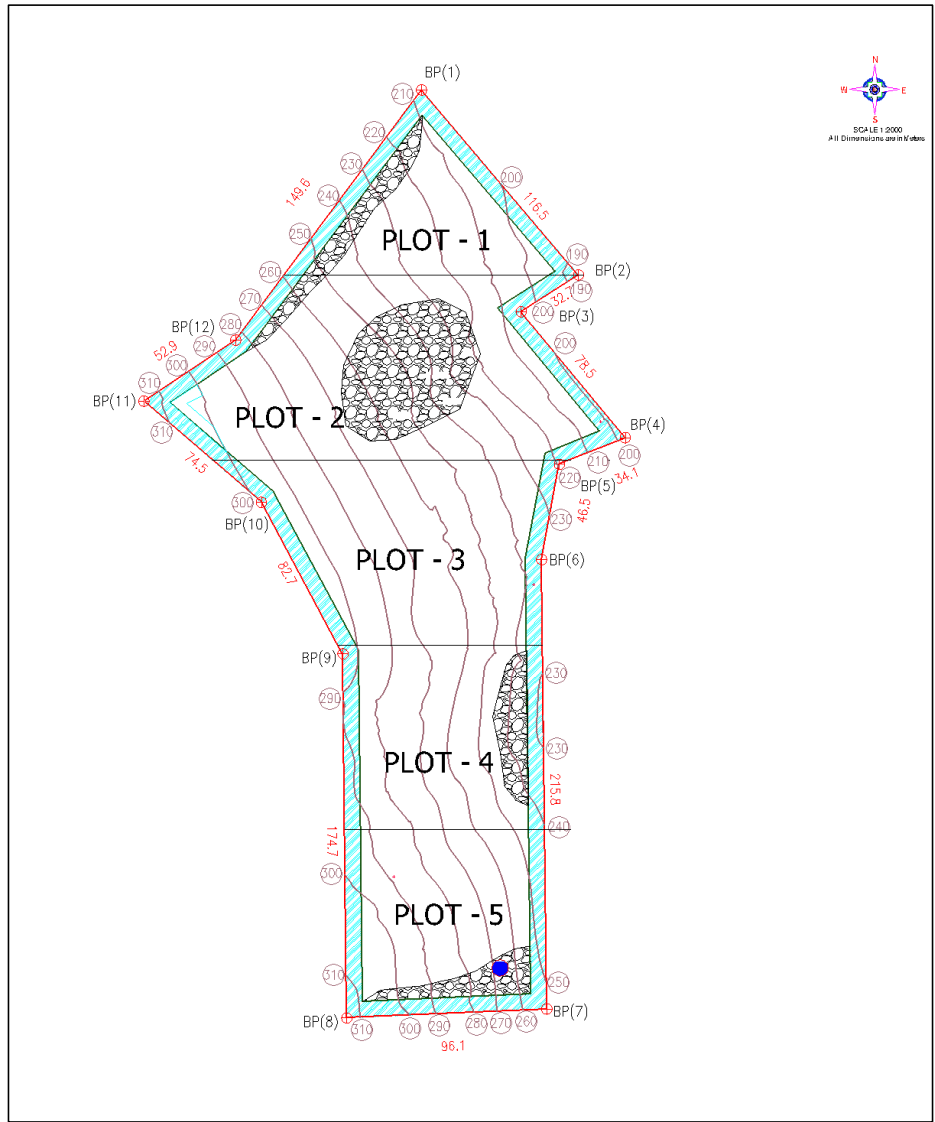 BP(1)
N
W
E
S
SCALE 1:2000
All Dimensions are in Meters
210
220
230
240
250
260
270
280
149.6
200
116.5
190
BP(2)
190
32.7
200
BP(3)
PLOT - 1
BP(12)
290
52.9
300
310
BP(11)
310
74.5
PLOT - 2
200
78.5
BP(4)
200
210
34.1
220
BP(5)
230
46.5
300
BP(10)
PLOT - 3
BP(6)
82.7
BP(9)
290
230
230
PLOT - 4
215.8
240
174.7
300
PLOT - 5
310
250
BP(8)
310
300
290
280
270
260
BP(7)
96.1